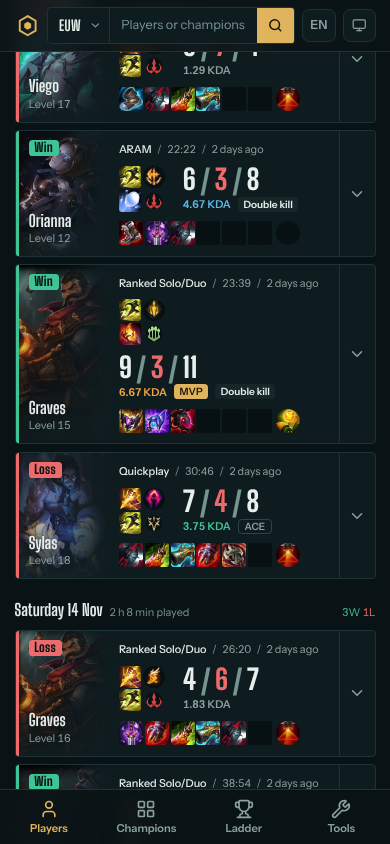 EUW
Players or champions
EN
Viego
Level 17
1.29 KDA
Win
Orianna
Level 12
ARAM / 22:22 / 2 days ago
6 / 3 / 8
4.67 KDA Double kill
Win
Graves
Level 15
Ranked Solo/Duo / 23:39 / 2 days ago
9 / 3 / 11
6.67 KDA MVP Double kill
Loss
Sylas
Level 18
Quickplay / 30:46 / 2 days ago
7 / 4 / 8
3.75 KDA ACE
Saturday 14 Nov 2 h 8 min played 3W 1L
Loss
Graves
Level 16
Ranked Solo/Duo / 26:20 / 2 days ago
4 / 6 / 7
1.83 KDA
Win
Ranked Solo/Duo / 38:54 / 2 days ago
Players
Champions
Ladder
Tools